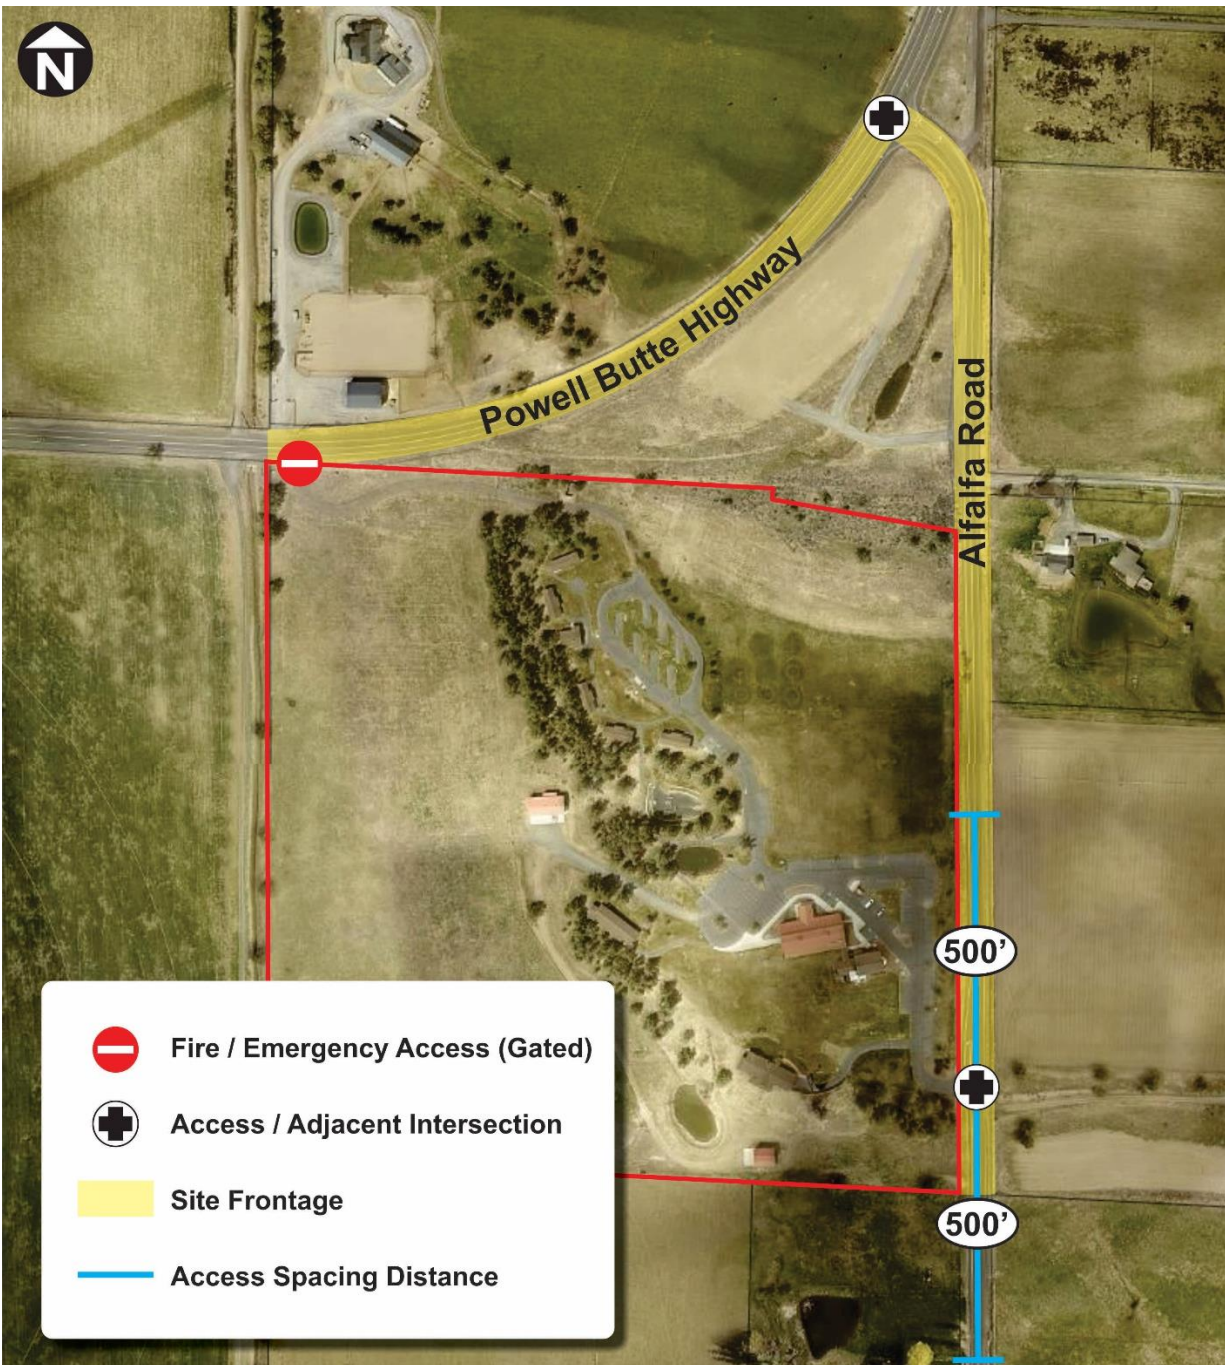 N
Powell Butte Highway
Alfalfa Road
500’
500’
Fire / Emergency Access (Gated)
Access / Adjacent Intersection
Site Frontage
Access Spacing Distance